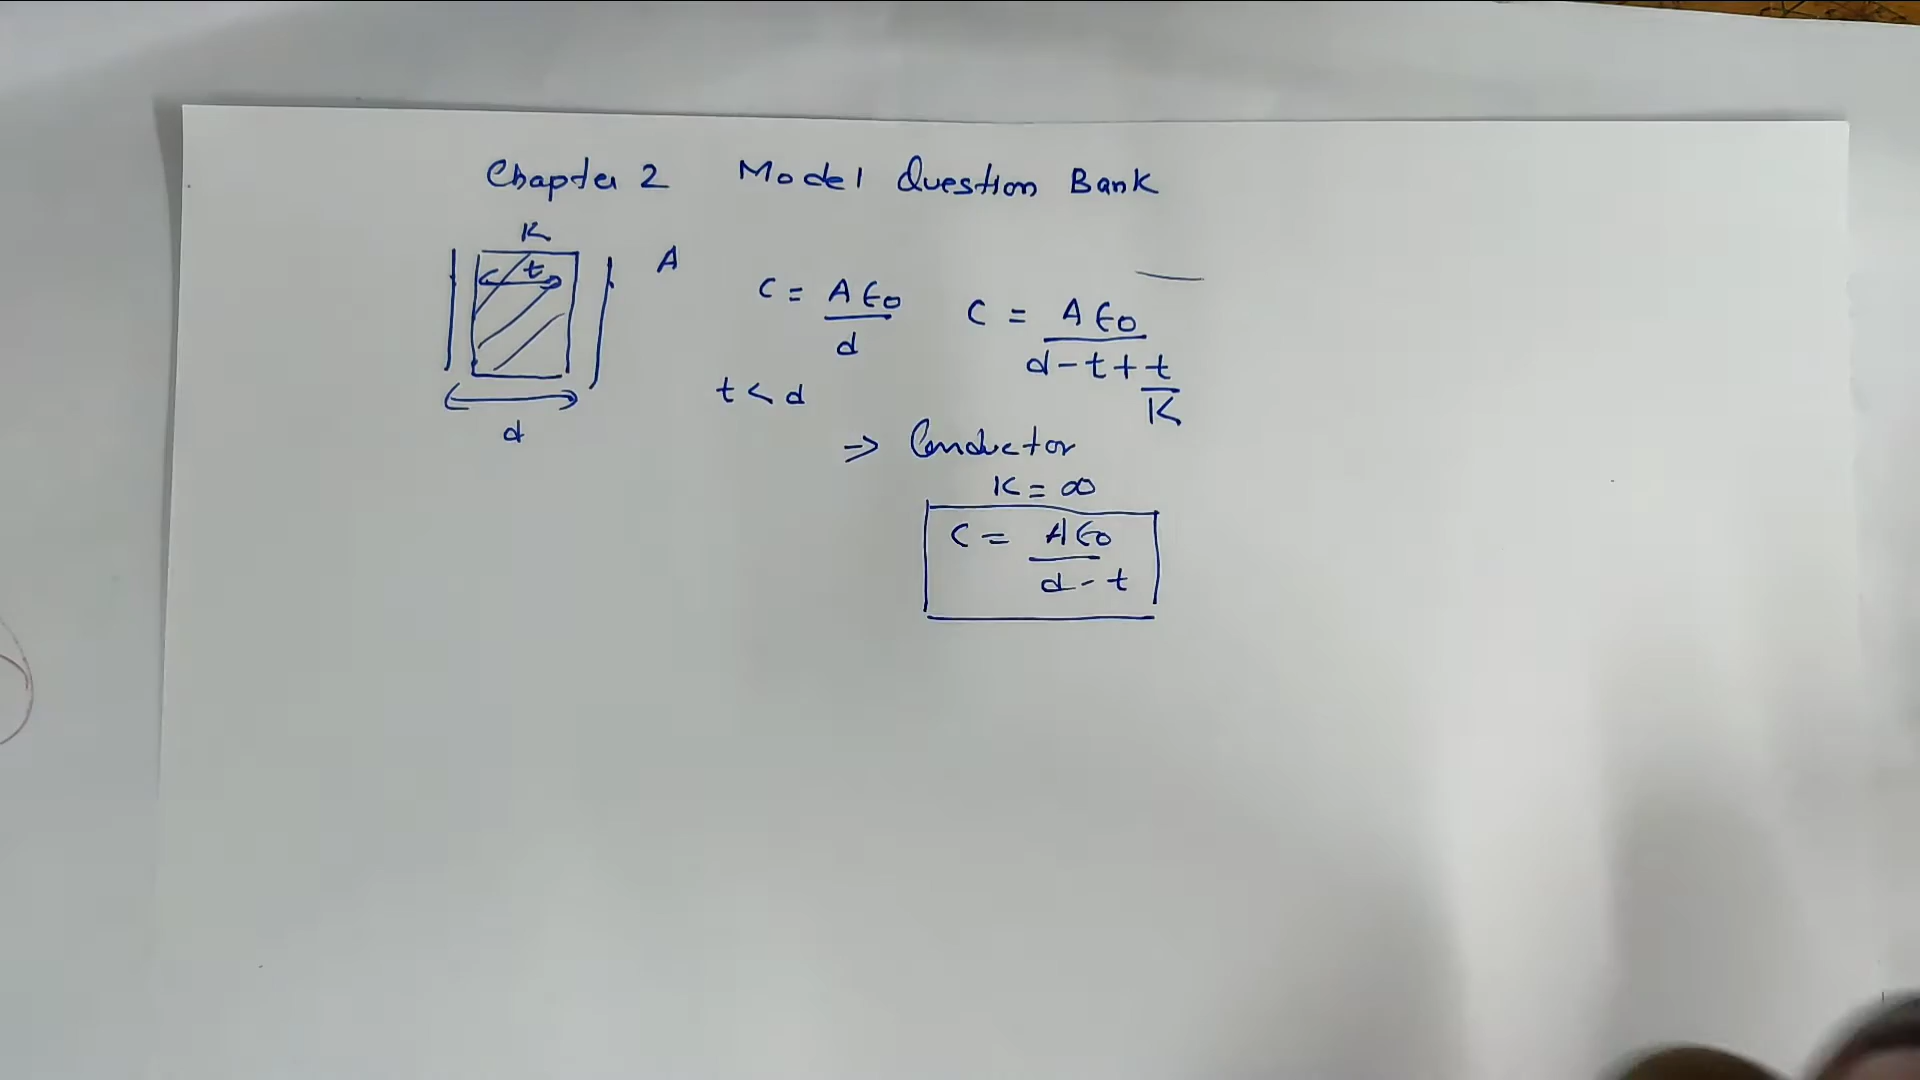 Chapter 2 Model Question Bank
K
t
A
d
C = Aϵ0 / d
t < d
C = Aϵ0 / d - t + t/K
⇒ Conductor
K = ∞
C = Aϵ0 / d - t